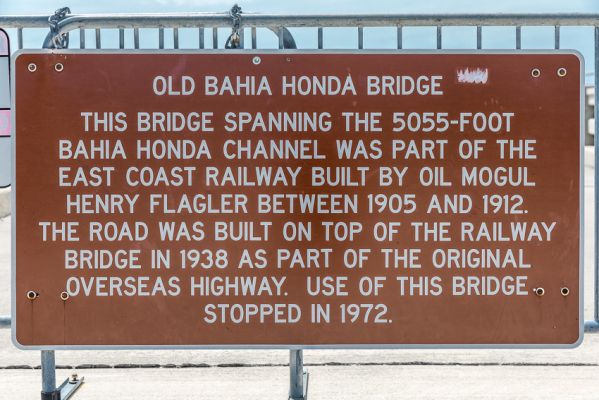 OLD BAHIA HONDA BRIDGE
THIS BRIDGE SPANNING THE 5055-FOOT
BAHIA HONDA CHANNEL WAS PART OF THE
EAST COAST RAILWAY BUILT BY OIL MOGUL
HENRY FLAGLER BETWEEN 1905 AND 1912.
THE ROAD WAS BUILT ON TOP OF THE RAILWAY
BRIDGE IN 1938 AS PART OF THE ORIGINAL
OVERSEAS HIGHWAY. USE OF THIS BRIDGE
STOPPED IN 1972.